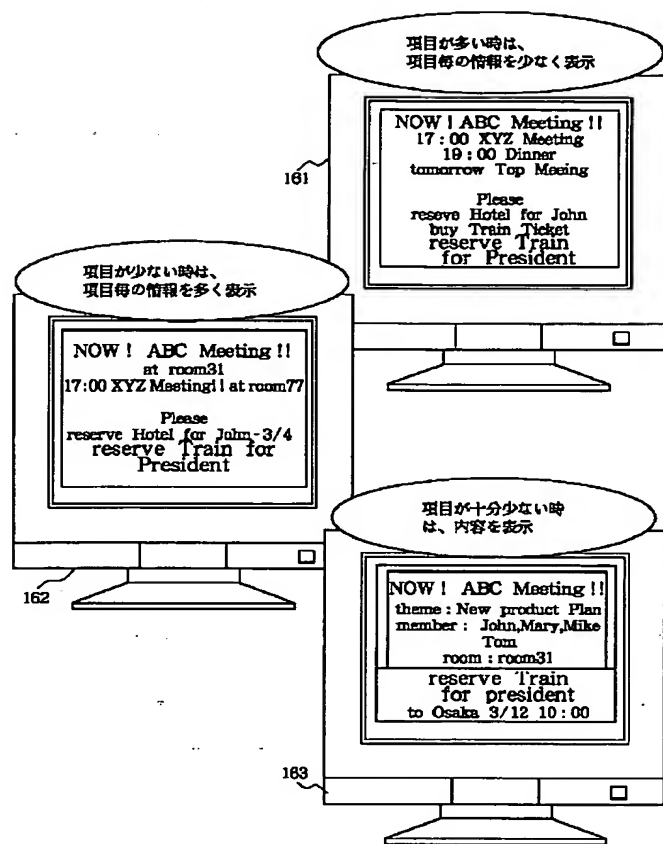 項目が多い時は、
項目毎の情報を少なく表示
NOW ! ABC Meeting !!
17:00 XYZ Meeting
19:00 Dinner
tomorrow Top Meeing
Please
reseve Hotel for John
buy Train Ticket
reserve Train
for President
161
項目が少ない時は、
項目毎の情報を多く表示
NOW ! ABC Meeting !!
at room31
17:00 XYZ Meeting!! at room77
Please
reserve Hotel for John-3/4
reserve Train for
President
162
項目が十分少ない時
は、内容を表示
NOW ! ABC Meeting !!
theme : New product Plan
member : John,Mary,Mike
Tom
room : room31
reserve Train
for president
to Osaka 3/12 10:00
163